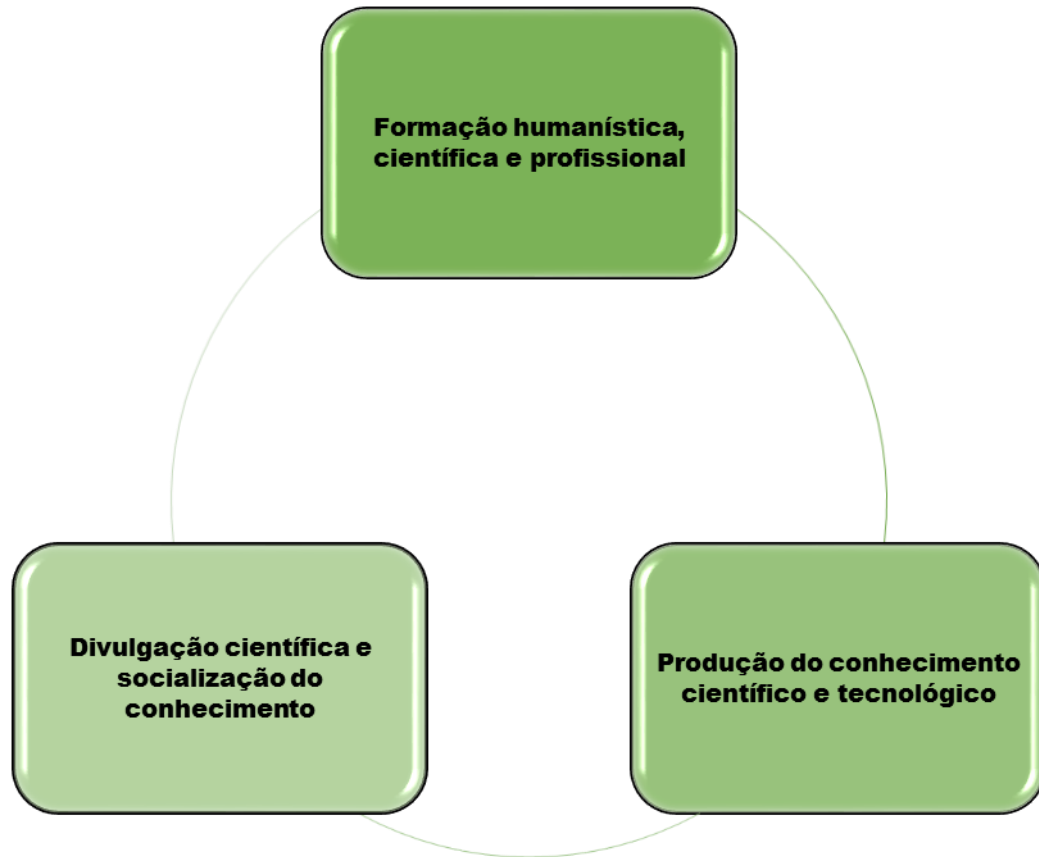 Formação humanística,
científica e profissional
Divulgação científica e
socialização do
conhecimento
Produção do conhecimento
científico e tecnológico